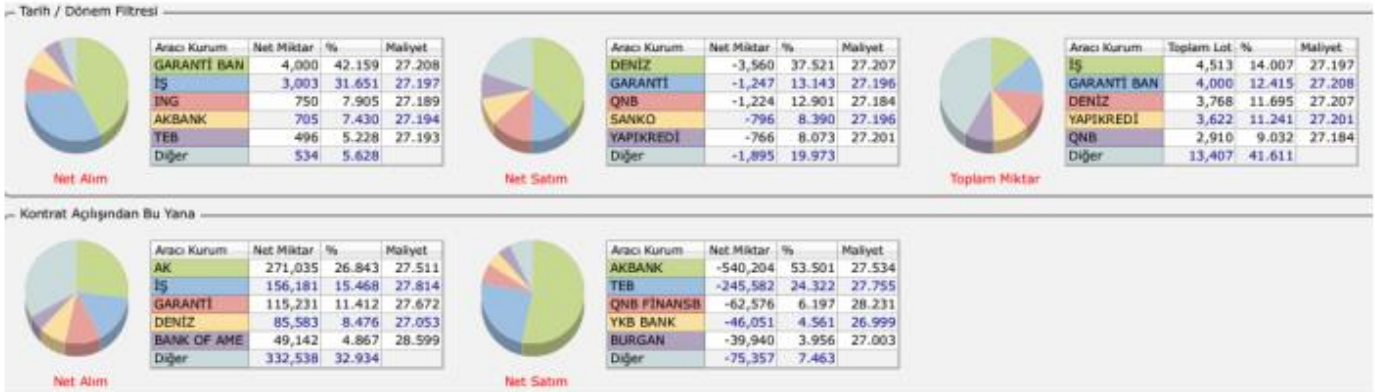 Tarih / Dönem Filtresi
Aracı Kurum Net Miktar % Maliyet
GARANTİ BAN 4,000 42.159 27.208
İŞ 3,003 31.651 27.197
ING 750 7.905 27.189
AKBANK 705 7.430 27.194
TEB 496 5.228 27.193
Diğer 534 5.628
Net Alım
Aracı Kurum Net Miktar % Maliyet
DENİZ -3,560 37.521 27.207
GARANTİ -1,247 13.143 27.196
QNB -1,224 12.901 27.184
SANKO -796 8.390 27.196
YAPIKREDİ -766 8.073 27.201
Diğer -1,895 19.973
Net Satım
Aracı Kurum Toplam Lot % Maliyet
İŞ 4,513 14.007 27.197
GARANTİ BAN 4,000 12.415 27.208
DENİZ 3,768 11.695 27.207
YAPIKREDİ 3,622 11.241 27.201
QNB 2,910 9.032 27.184
Diğer 13,407 41.611
Toplam Miktar
Kontrat Açılışından Bu Yana
Aracı Kurum Net Miktar % Maliyet
AK 271,035 26.843 27.511
İŞ 156,181 15.468 27.814
GARANTİ 115,231 11.412 27.672
DENİZ 85,583 8.476 27.053
BANK OF AME 49,142 4.867 28.599
Diğer 332,538 32.934
Net Alım
Aracı Kurum Net Miktar % Maliyet
AKBANK -540,204 53.501 27.534
TEB -245,582 24.322 27.755
QNB FİNANSB -62,576 6.197 28.231
YKB BANK -46,051 4.561 26.999
BURGAN -39,940 3.956 27.003
Diğer -75,357 7.463
Net Satım